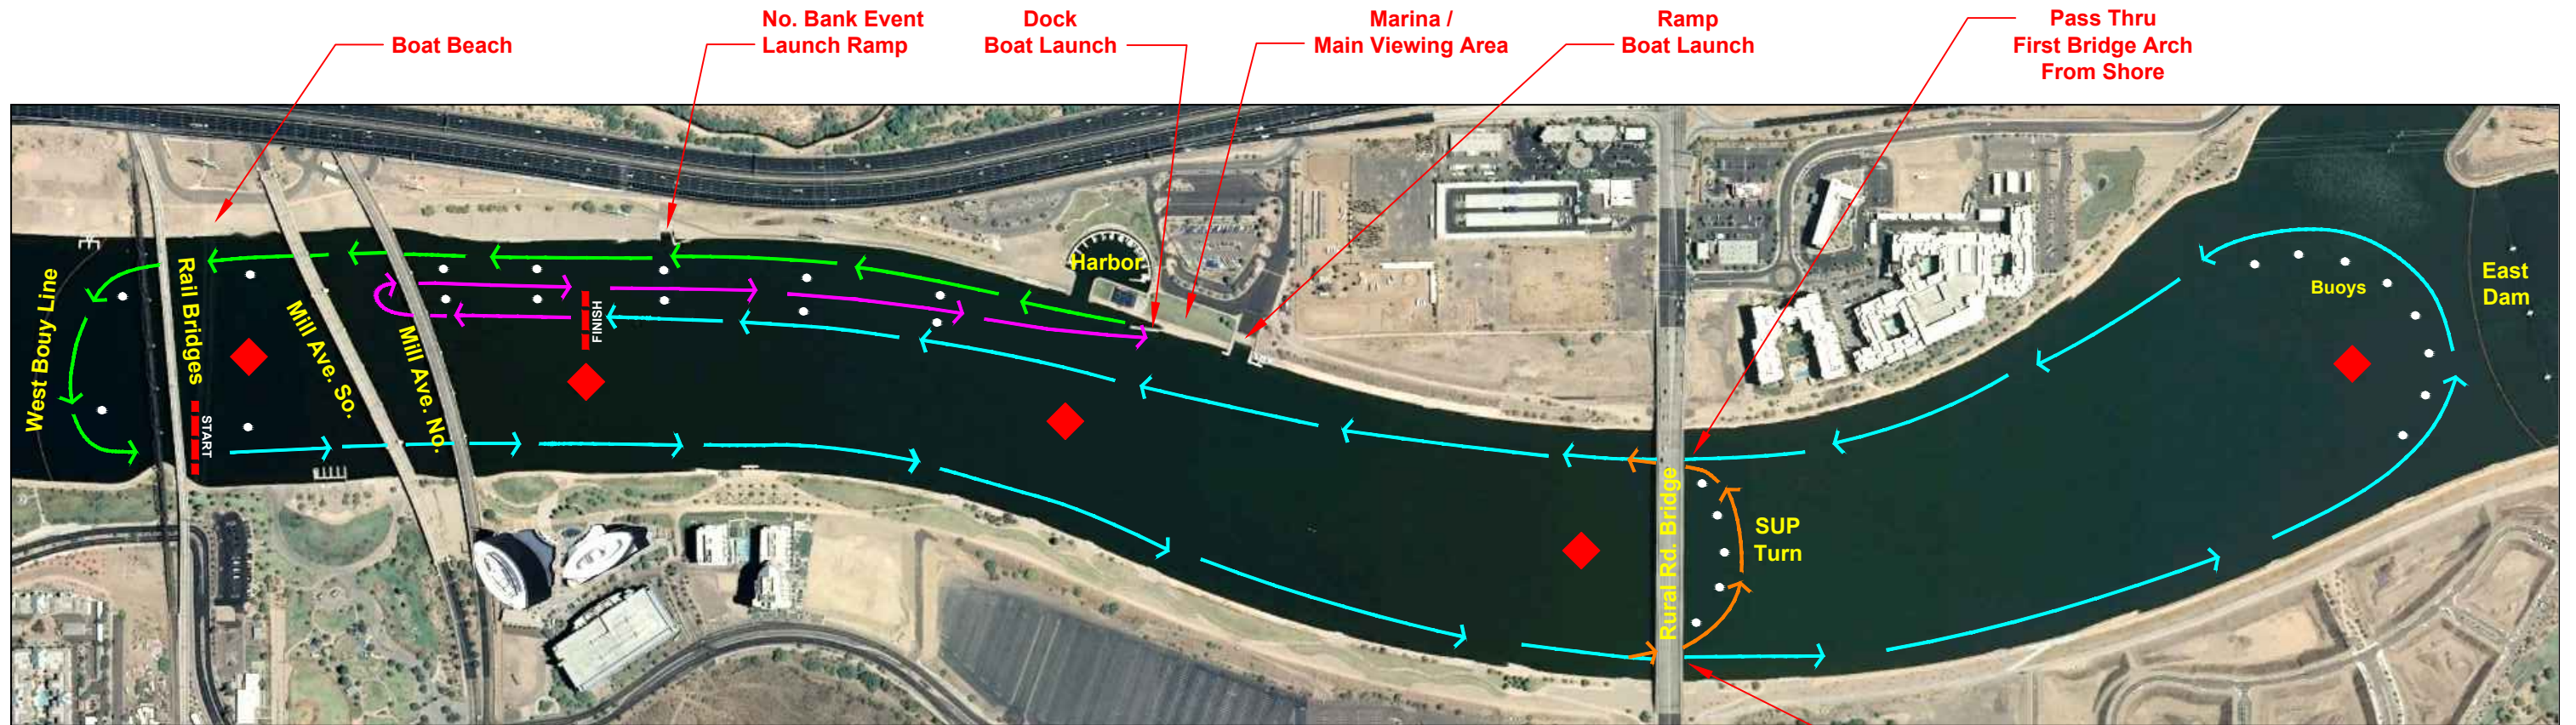 No. Bank Event
Launch Ramp
Dock
Boat Launch
Marina /
Main Viewing Area
Ramp
Boat Launch
Pass Thru
First Bridge Arch
From Shore
Boat Beach
West Bouy Line
Rail Bridges
START
Mill Ave. So.
Mill Ave. No.
FINISH
Harbor
Rural Rd. Bridge
SUP
Turn
Buoys
East
Dam